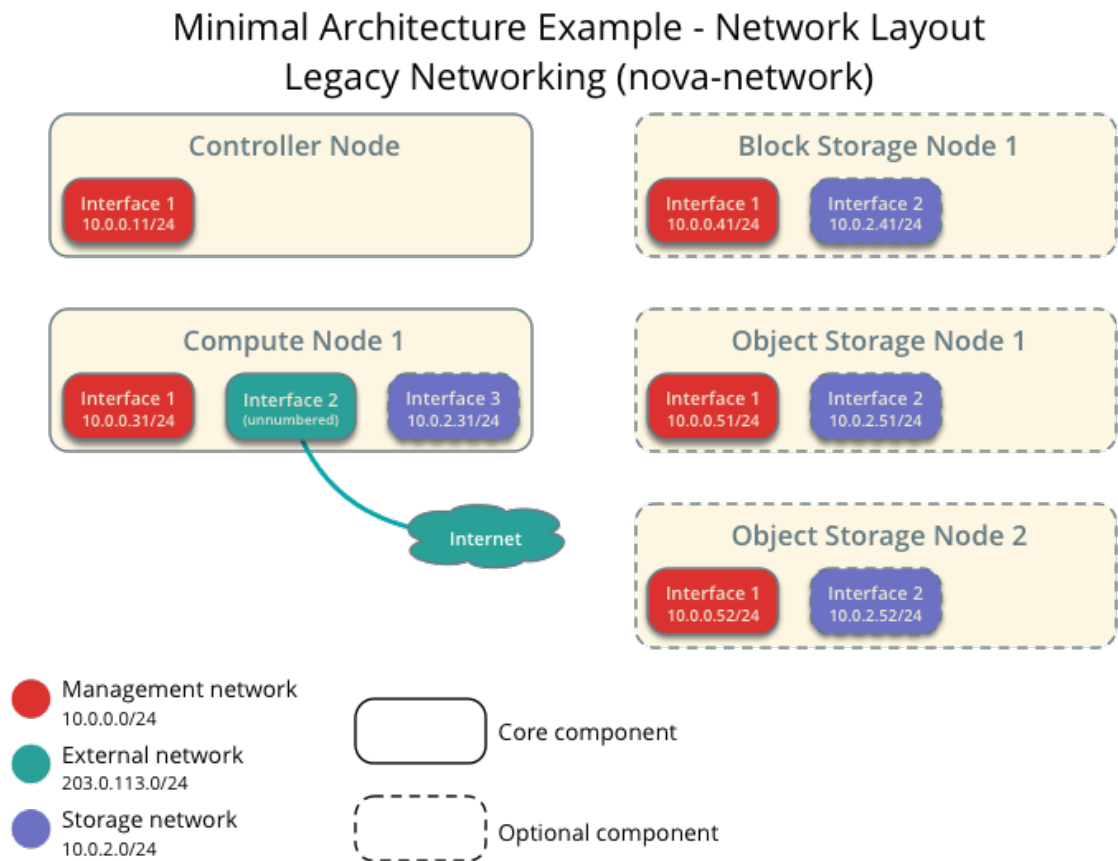 Minimal Architecture Example - Network Layout
Legacy Networking (nova-network)
Controller Node
Interface 1
10.0.0.11/24
Block Storage Node 1
Interface 1
10.0.0.41/24
Interface 2
10.0.2.41/24
Compute Node 1
Interface 1
10.0.0.31/24
Interface 2
(unnumbered)
Interface 3
10.0.2.31/24
Object Storage Node 1
Interface 1
10.0.0.51/24
Interface 2
10.0.2.51/24
Internet
Object Storage Node 2
Interface 1
10.0.0.52/24
Interface 2
10.0.2.52/24
Management network
10.0.0.0/24
External network
203.0.113.0/24
Storage network
10.0.2.0/24
Core component
Optional component